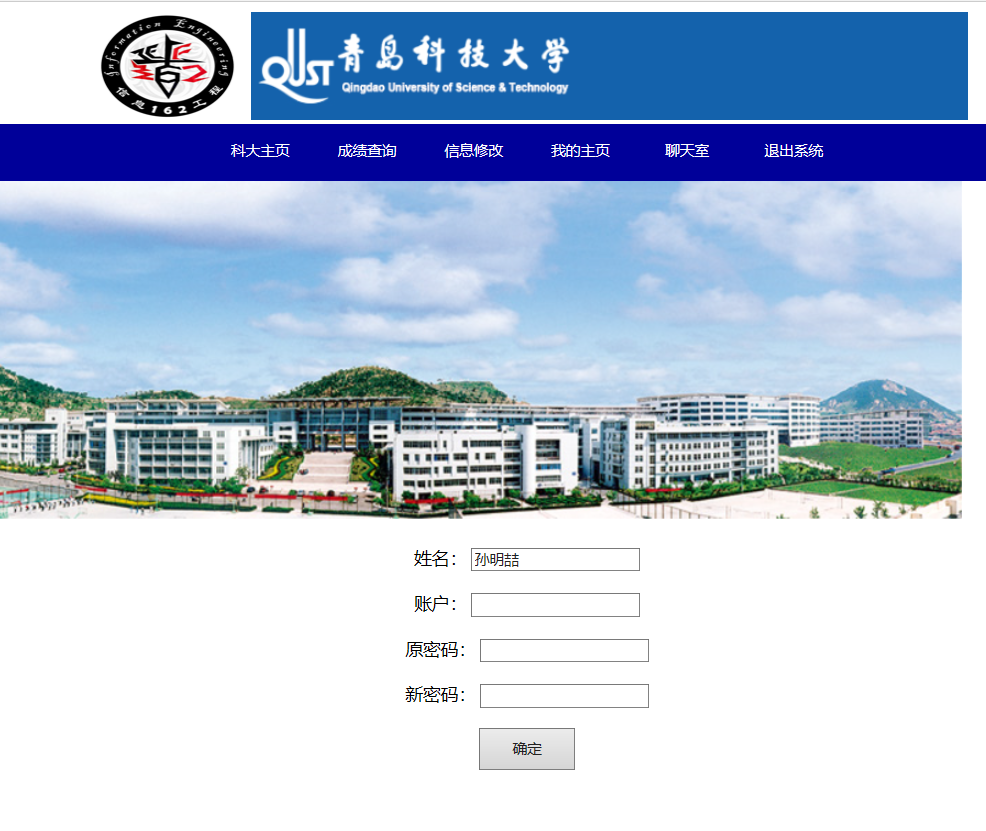 Information Engineering
信息162工程
QUST
青岛科技大学
Qingdao University of Science & Technology
科大主页 成绩查询 信息修改 我的主页 聊天室 退出系统
姓名： 孙明喆
账户：
原密码：
新密码：
确定